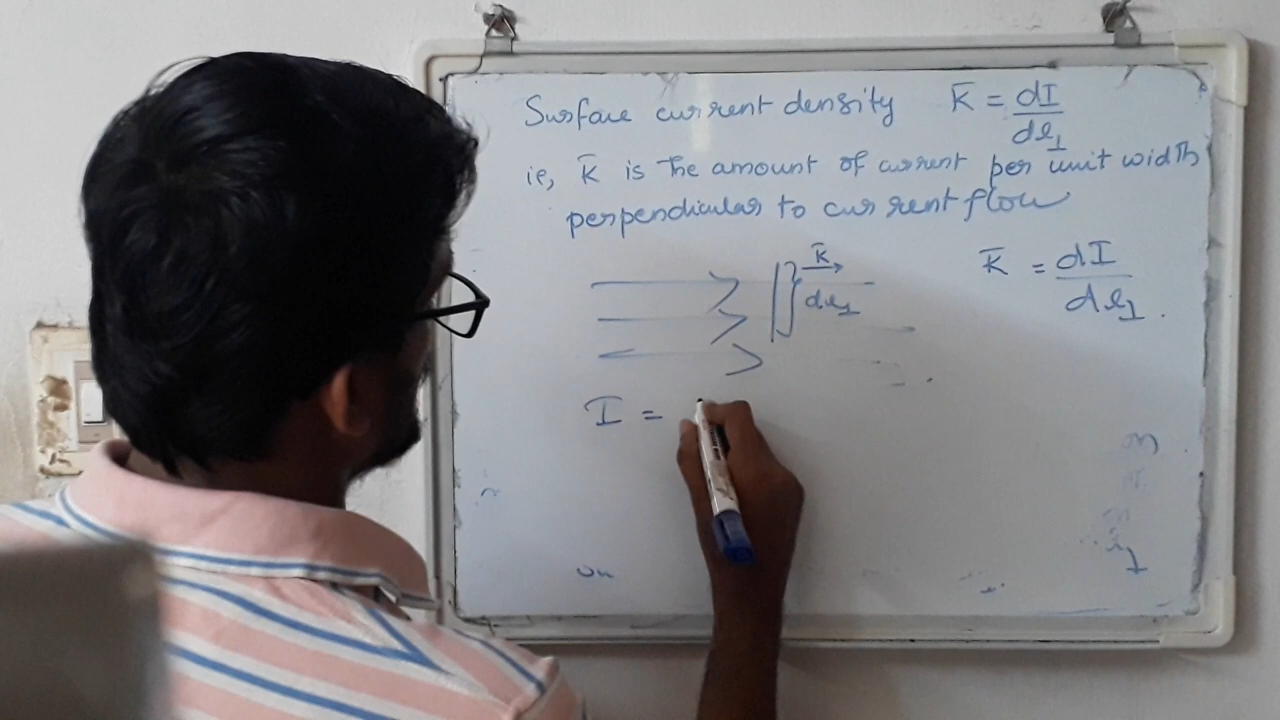 Surface current density K̄ = dI
dl⊥
ie, K̄ is the amount of current per unit width
perpendicular to current flow
K̄
dl⊥
K̄ = dI
dl⊥.
I =